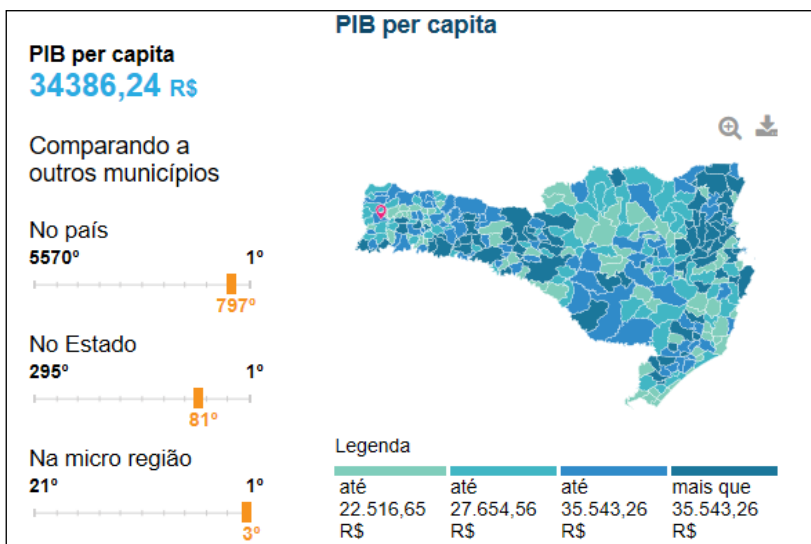 PIB per capita
PIB per capita
34386,24 R$
Comparando a
outros municípios
No país
5570º 1º
797º
No Estado
295º 1º
81º
Na micro região
21º 1º
3º
Legenda
até
22.516,65
R$
até
27.654,56
R$
até
35.543,26
R$
mais que
35.543,26
R$